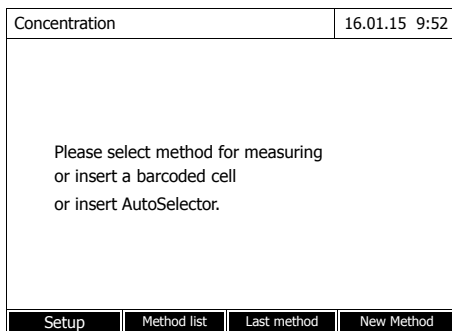 Concentration 16.01.15 9:52
Please select method for measuring
or insert a barcoded cell
or insert AutoSelector.
Setup Method list Last method New Method